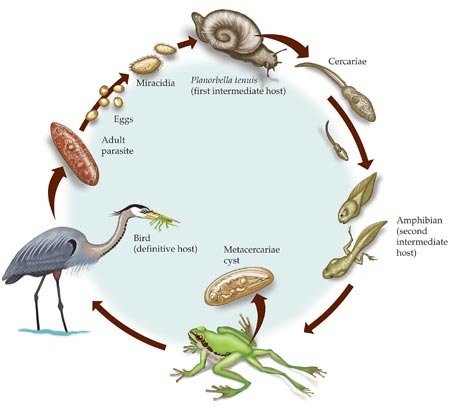 Planorbella tenuis
(first intermediate host)
Cercariae
Amphibian
(second
intermediate
host)
Metacercariae
cyst
Bird
(definitive host)
Adult
parasite
Eggs
Miracidia